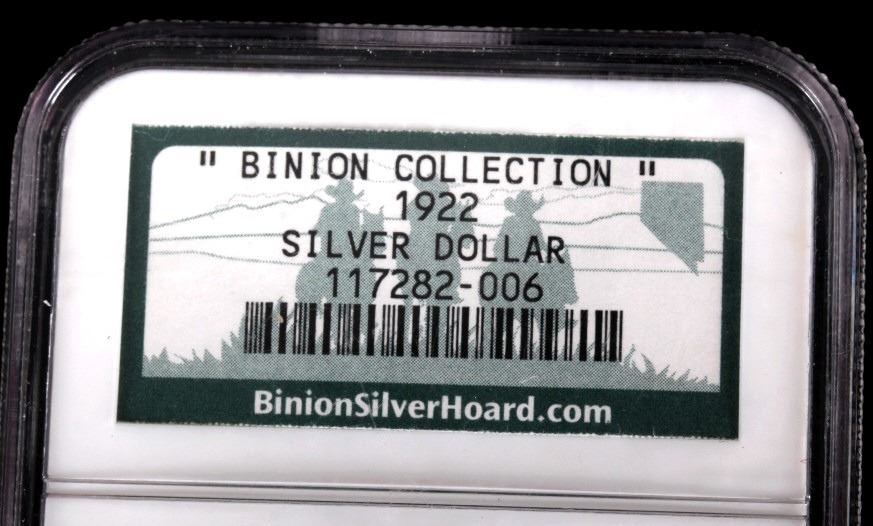 " BINION COLLECTION "
1922
SILVER DOLLAR
117282-006
BinionSilverHoard.com